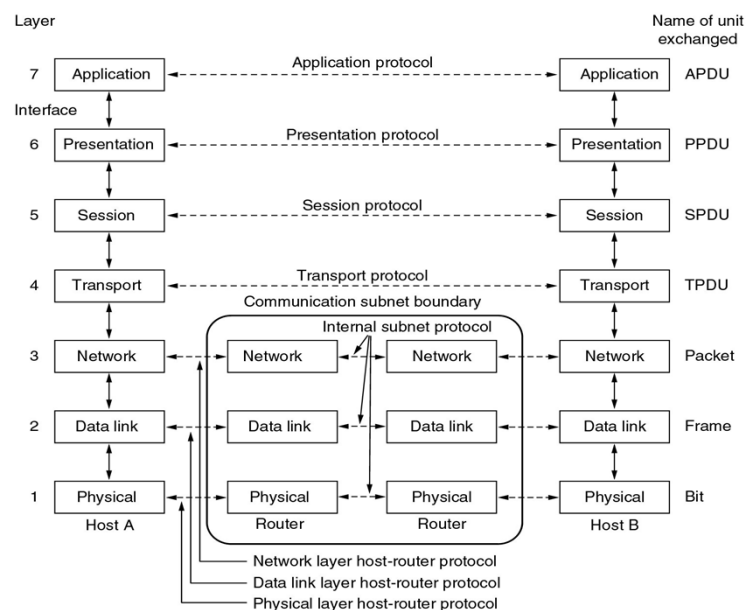 Layer
Name of unit
exchanged
Application protocol
7 Application Application APDU
Interface
Presentation protocol
6 Presentation Presentation PPDU
Session protocol
5 Session Session SPDU
Transport protocol
4 Transport Transport TPDU
Communication subnet boundary
Internal subnet protocol
3 Network Network Network Network Packet
2 Data link Data link Data link Data link Frame
1 Physical Physical Physical Physical Bit
Host A Router Router Host B
Network layer host-router protocol
Data link layer host-router protocol
Physical layer host-router protocol